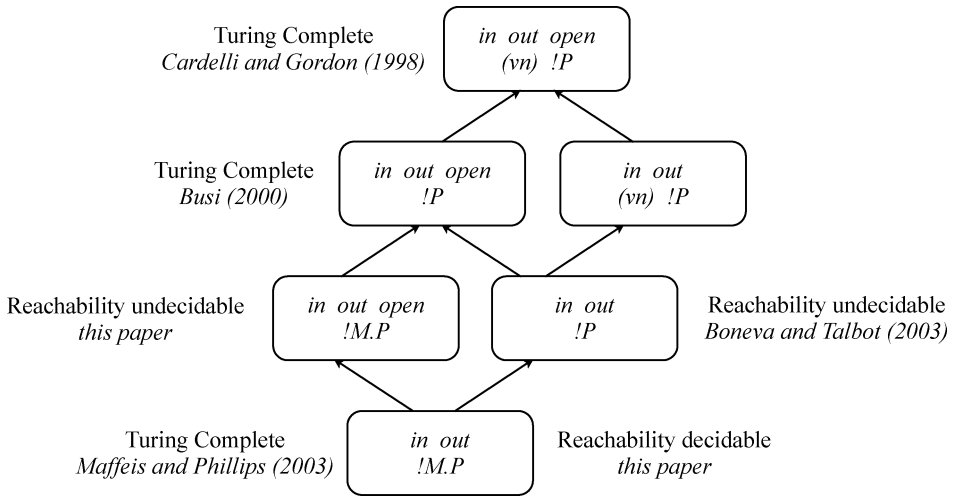 Turing Complete
Cardelli and Gordon (1998)
in out open
(νn) !P
Turing Complete
Busi (2000)
in out open
!P
in out
(νn) !P
Reachability undecidable
this paper
in out open
!M.P
in out
!P
Reachability undecidable
Boneva and Talbot (2003)
Turing Complete
Maffeis and Phillips (2003)
in out
!M.P
Reachability decidable
this paper